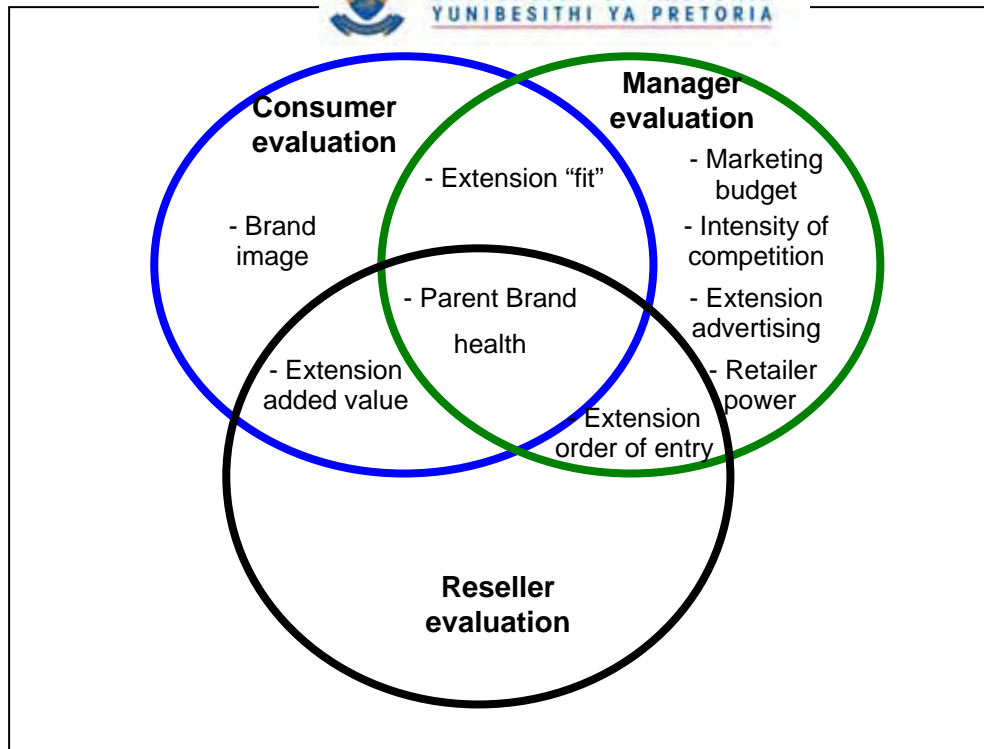 YUNIBESITHI YA PRETORIA
Consumer
evaluation
- Brand
image
Manager
evaluation
- Marketing
budget
- Intensity of
competition
- Extension
advertising
- Retailer
power
- Extension “fit”
- Parent Brand
health
- Extension
added value
- Extension
order of entry
Reseller
evaluation